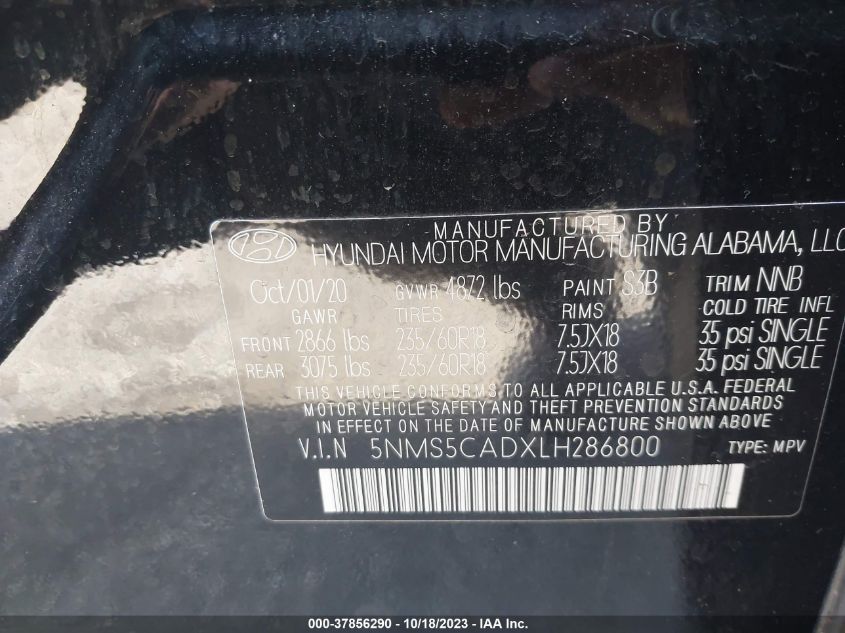 MANUFACTURED BY
HYUNDAI MOTOR MANUFACTURING ALABAMA, LLC
Oct/01/20 GVWR 4872 lbs PAINT S3B TRIM NNB
GAWR TIRES RIMS COLD TIRE INFL
FRONT 2866 lbs 235/60R18 7.5JX18 35 psi SINGLE
REAR 3075 lbs 235/60R18 7.5JX18 35 psi SINGLE
THIS VEHICLE CONFORMS TO ALL APPLICABLE U.S.A. FEDERAL
MOTOR VEHICLE SAFETY AND THEFT PREVENTION STANDARDS
IN EFFECT ON THE DATE OF MANUFACTURE SHOWN ABOVE
V.I.N 5NMS5CADXLH286800 TYPE: MPV
000-37856290 - 10/18/2023 - IAA Inc.